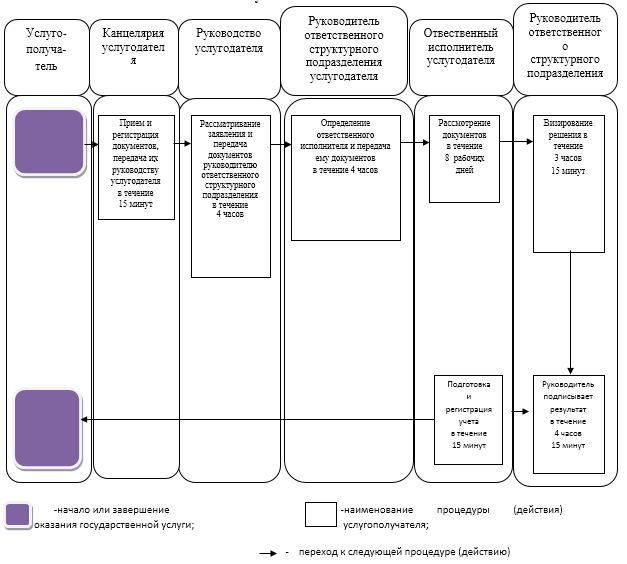 Услуго-
получа-
тель
Канцелярия
услугодател
я
Руководство
услугодателя
Руководитель
ответственного
структурного
подразделения
услугодателя
Отвественный
исполнитель
услугодателя
Руководитель
ответственног
о
структурного
подразделения
Прием и
регистрация
документов,
передача их
руководству
услугодателя
в течение
15 минут
Рассматривание
заявления и
передача
документов
руководителю
ответственного
структурного
подразделения
в течение
4 часов
Определение
ответственного
исполнителя и передача
ему документов
в течение 4 часов
Рассмотрение
документов
в течение
8 рабочих
дней
Визирование
решения в
течение
3 часов
15 минут
Подготовка
и
регистрация
учета
в течение
15 минут
Руководитель
подписывает
результат
в течение
4 часов
15 минут
-начало или завершение
оказания государственной услуги;
-наименование процедуры (действия)
услугополучателя;
- переход к следующей процедуре (действию)